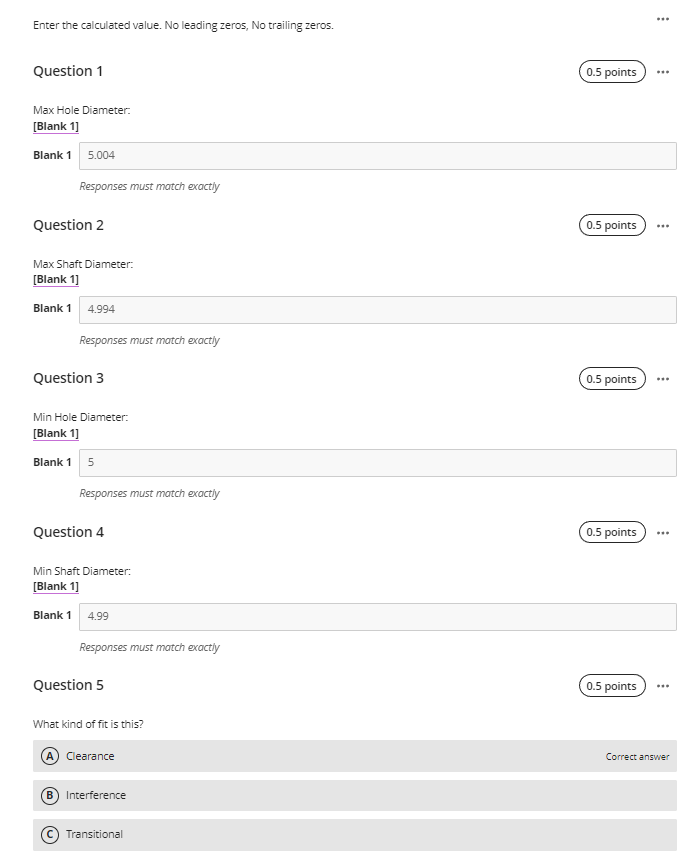 Enter the calculated value. No leading zeros, No trailing zeros.
Question 1
0.5 points
Max Hole Diameter:
[Blank 1]
Blank 1 5.004
Responses must match exactly
Question 2
0.5 points
Max Shaft Diameter:
[Blank 1]
Blank 1 4.994
Responses must match exactly
Question 3
0.5 points
Min Hole Diameter:
[Blank 1]
Blank 1 5
Responses must match exactly
Question 4
0.5 points
Min Shaft Diameter:
[Blank 1]
Blank 1 4.99
Responses must match exactly
Question 5
0.5 points
What kind of fit is this?
A Clearance Correct answer
B Interference
C Transitional